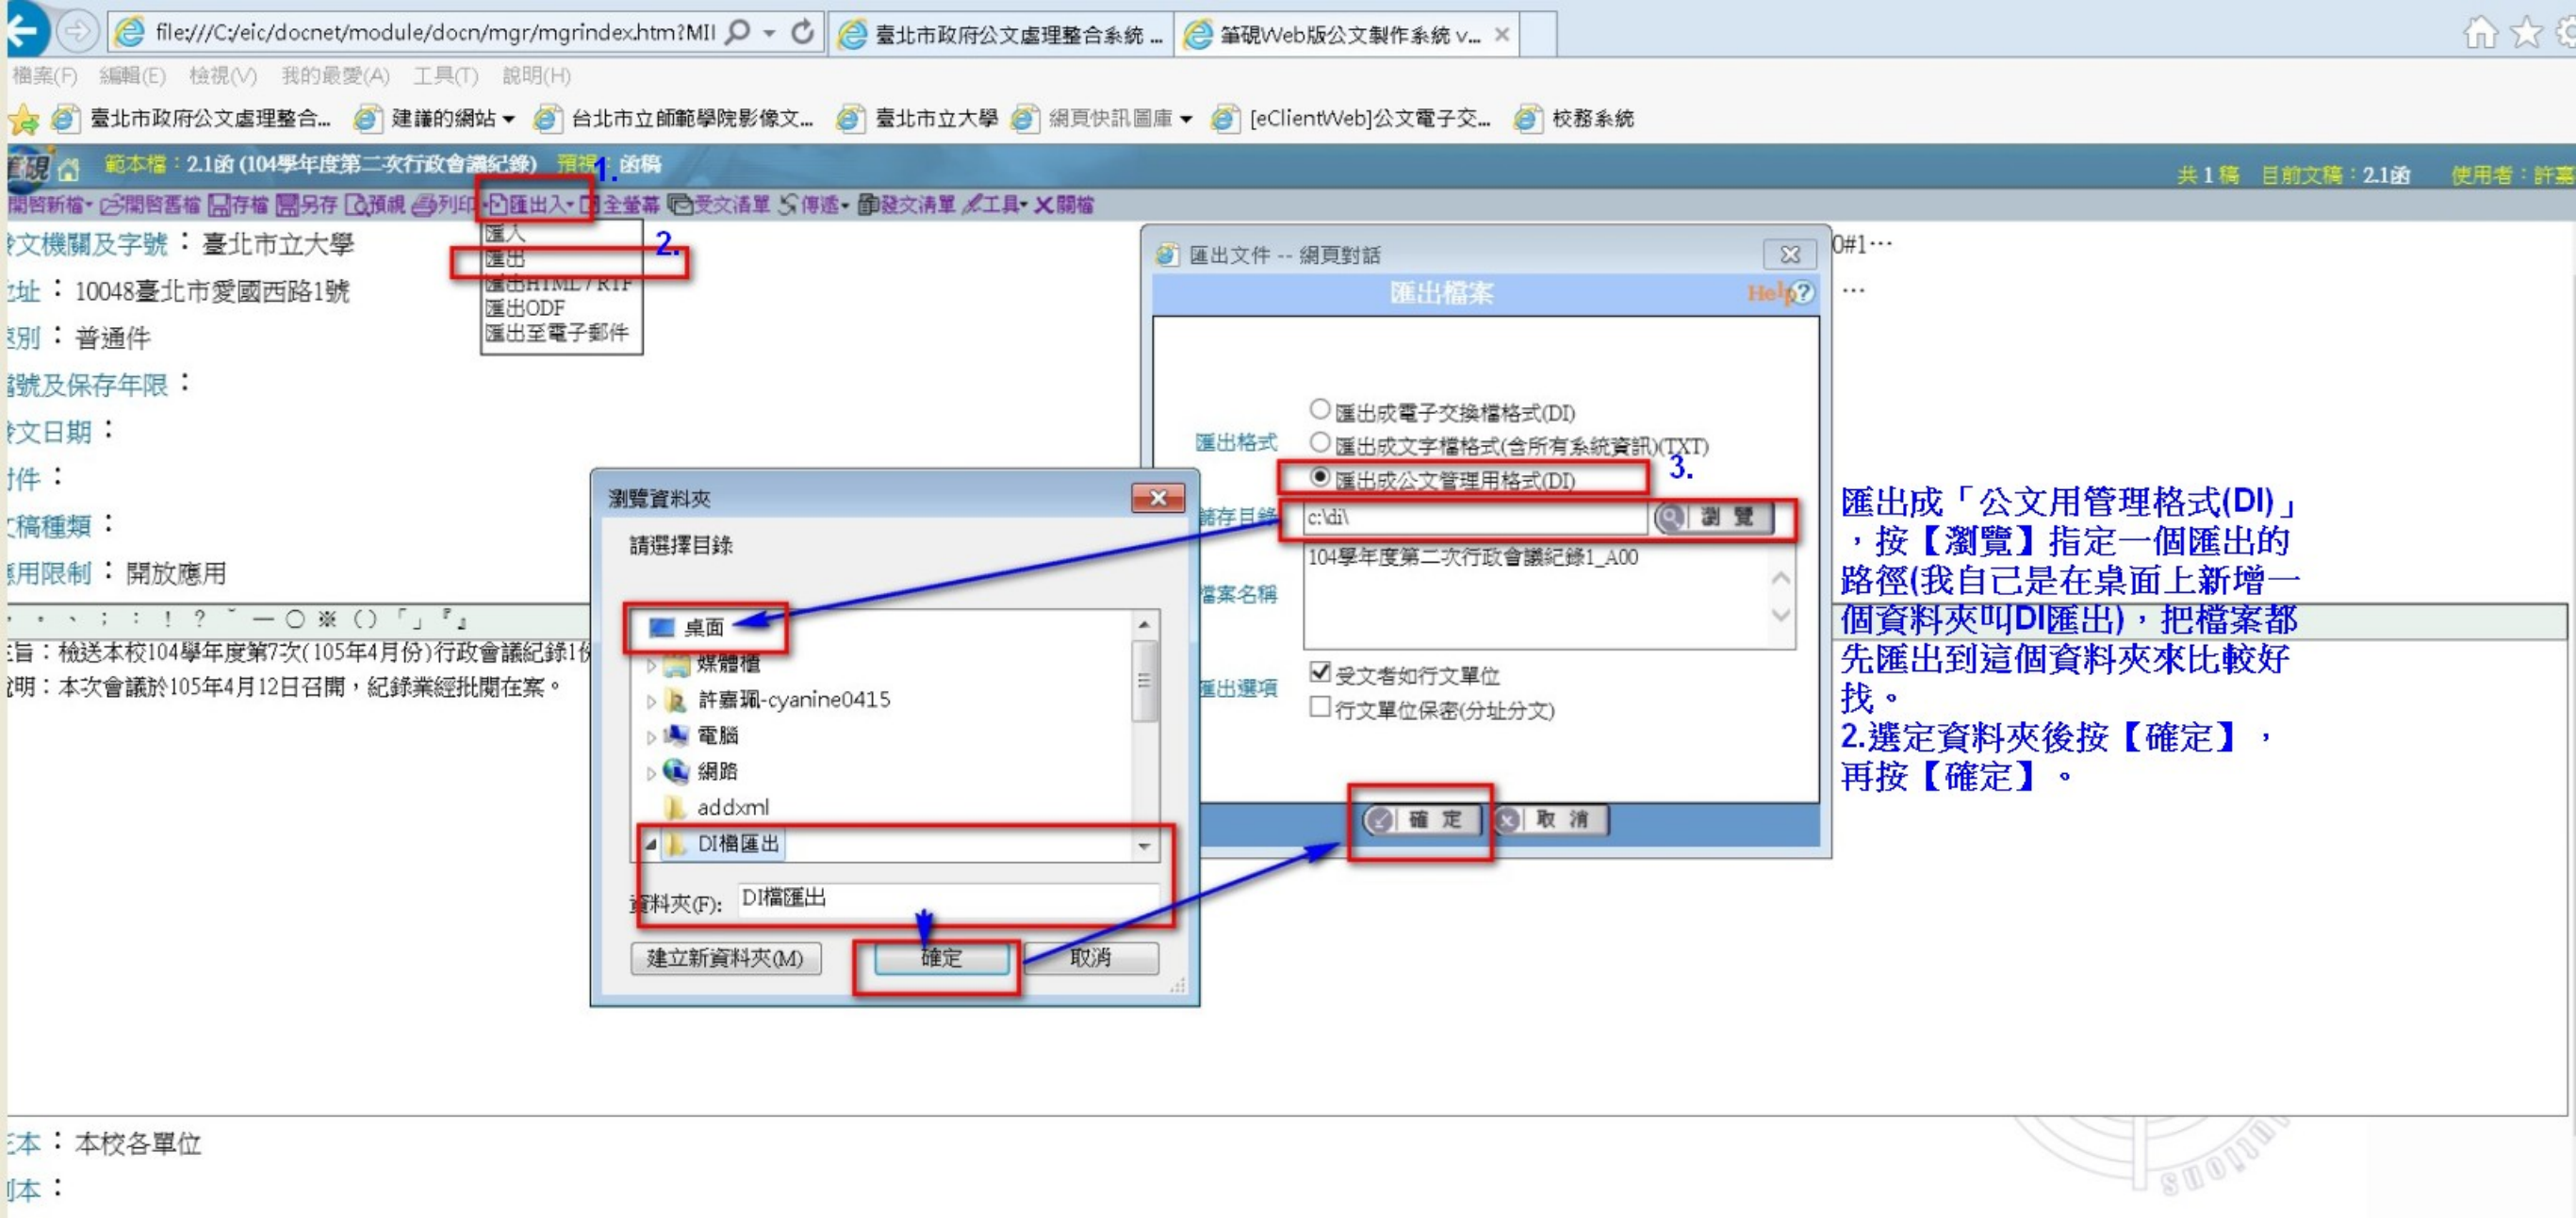 file:///C:/eic/docnet/module/docn/mgr/mgrindex.htm?MII
臺北市政府公文處理整合系統 ...
筆硯Web版公文製作系統 v...
檔案(F) 編輯(E) 檢視(V) 我的最愛(A) 工具(T) 說明(H)
臺北市政府公文處理整合... 建議的網站 台北市立師範學院影像文... 臺北市立大學 網頁快訊圖庫 [eClientWeb]公文電子交... 校務系統
筆硯 範本檔：2.1函 (104學年度第二次行政會議紀錄) 預視：函稿 1. 共 1 稿 目前文稿：2.1函 使用者：許嘉
開啟新檔 開啟舊檔 存檔 另存 預視 列印 匯出入 全螢幕 受文清單 傳遞 發文清單 工具 關檔
匯入
匯出
2.
匯出HTML / RTF
匯出ODF
匯出至電子郵件
文機關及字號：臺北市立大學
址：10048臺北市愛國西路1號
別：普通件
號及保存年限：
文日期：
件：
稿種類：
用限制：開放應用
0#1…
…
、 ； ： ！ ？ ˇ — ○ ※ （）「」『』
旨：檢送本校104學年度第7次(105年4月份)行政會議紀錄1份
明：本次會議於105年4月12日召開，紀錄業經批閱在案。
匯出文件 -- 網頁對話
匯出檔案
Help?
匯出格式
匯出成電子交換檔格式(DI)
匯出成文字檔格式(含所有系統資訊)(TXT)
匯出成公文管理用格式(DI)
3.
儲存目錄 c:\di\ 瀏 覽
檔案名稱 104學年度第二次行政會議紀錄1_A00
匯出選項
受文者如行文單位
行文單位保密(分址分文)
確 定 取 消
瀏覽資料夾
請選擇目錄
桌面
媒體櫃
許嘉珮-cyanine0415
電腦
網路
addxml
DI檔匯出
資料夾(F): DI檔匯出
建立新資料夾(M) 確定 取消
匯出成「公文用管理格式(DI)」
，按【瀏覽】指定一個匯出的
路徑(我自己是在桌面上新增一
個資料夾叫DI匯出)，把檔案都
先匯出到這個資料夾來比較好
找。
2.選定資料夾後按【確定】，
再按【確定】。
本：本校各單位
本：